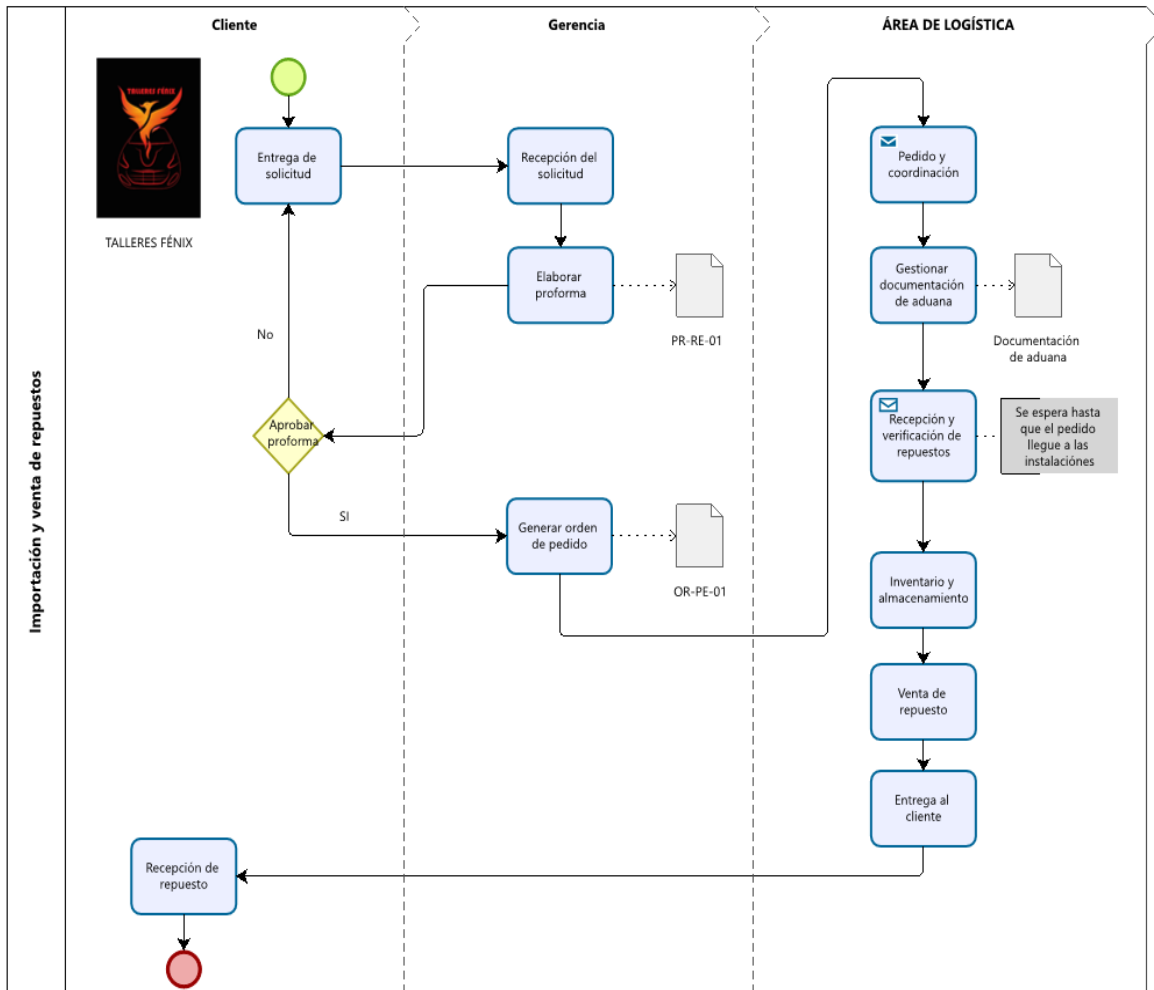 Cliente
Gerencia
ÁREA DE LOGÍSTICA
Importación y venta de repuestos
TALLERES FÉNIX
TALLERES FÉNIX
Entrega de
solicitud
Recepción del
solicitud
Pedido y
coordinación
Elaborar
proforma
PR-RE-01
Gestionar
documentación
de aduana
Documentación
de aduana
No
Aprobar
proforma
SI
Recepción y
verificación de
repuestos
Se espera hasta
que el pedido
llegue a las
instalaciónes
Generar orden
de pedido
OR-PE-01
Inventario y
almacenamiento
Venta de
repuesto
Entrega al
cliente
Recepción de
repuesto